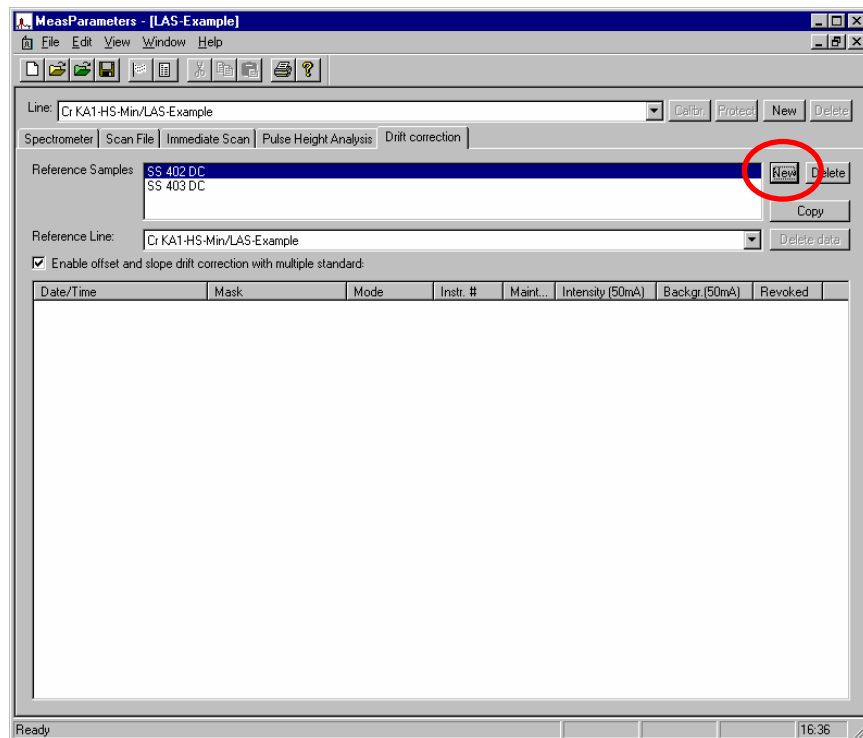 MeasParameters - [LAS-Example]
File Edit View Window Help
Line: Cr KA1-HS-Min/LAS-Example Calibr. Protect New Delete
Spectrometer Scan File Immediate Scan Pulse Height Analysis Drift correction
Reference Samples SS 402 DC New Delete
SS 403 DC
Copy
Reference Line: Cr KA1-HS-Min/LAS-Example Delete data
Enable offset and slope drift correction with multiple standard:
Date/Time Mask Mode Instr. # Maint... Intensity (50mA) Backgr.(50mA) Revoked
Ready 16:36